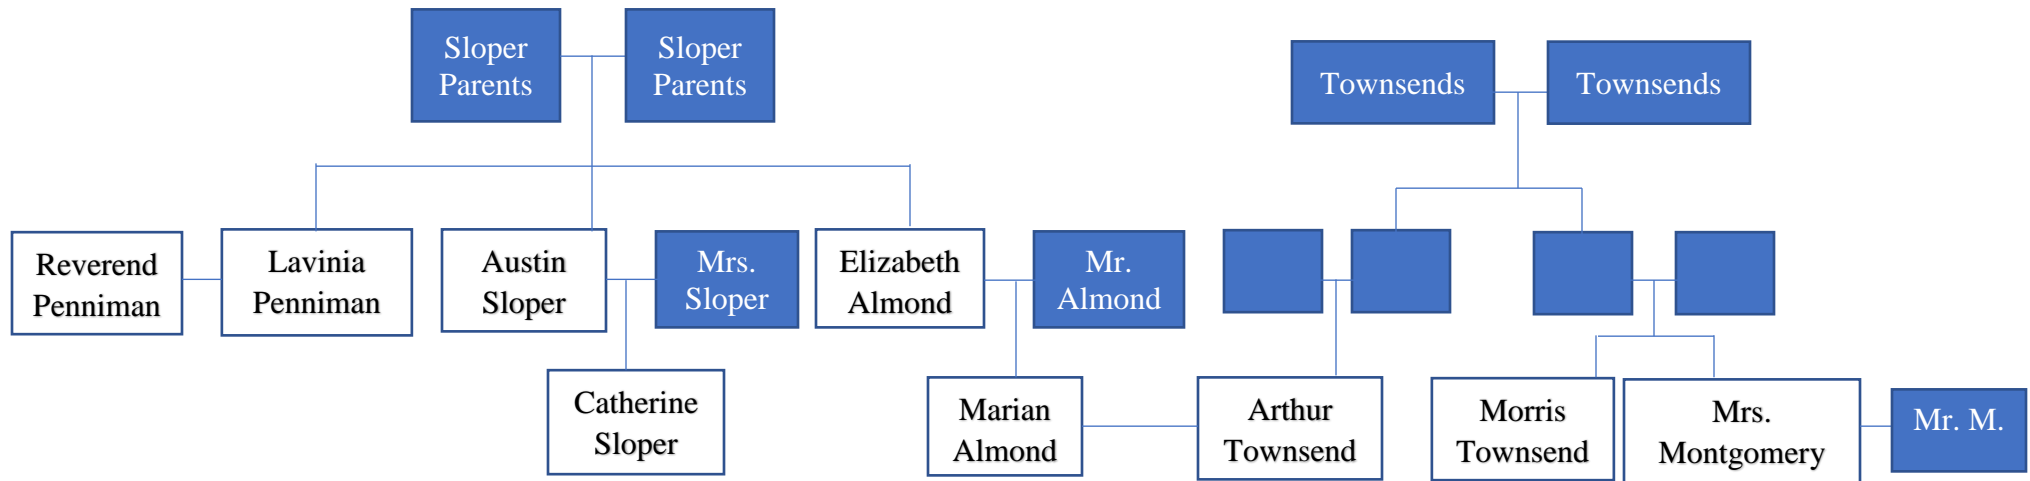 Sloper
Parents
Sloper
Parents
Townsends
Townsends
Reverend
Penniman
Lavinia
Penniman
Austin
Sloper
Mrs.
Sloper
Elizabeth
Almond
Mr.
Almond
Catherine
Sloper
Marian
Almond
Arthur
Townsend
Morris
Townsend
Mrs.
Montgomery
Mr. M.